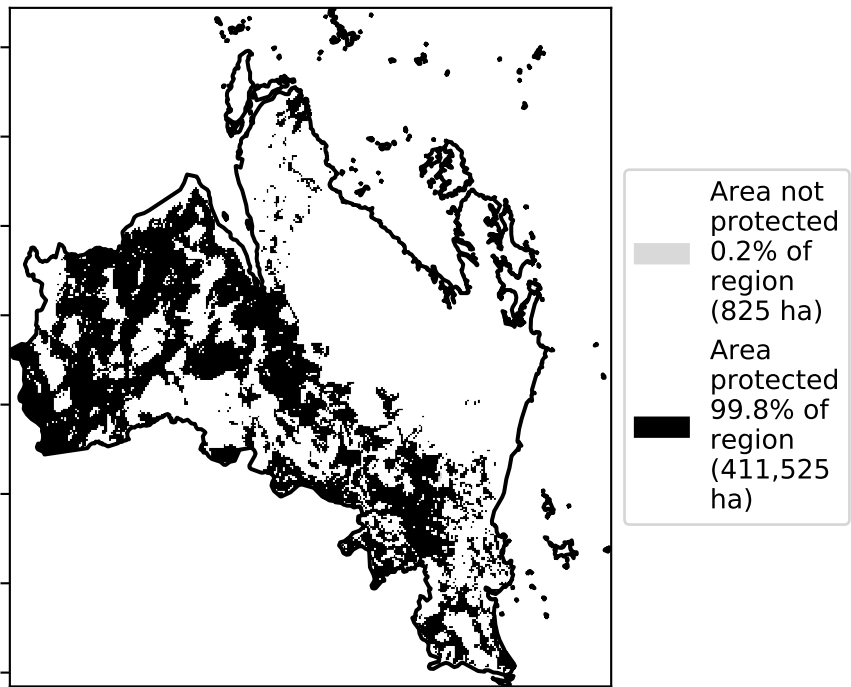 Area not
protected
0.2% of
region
(825 ha)
Area
protected
99.8% of
region
(411,525
ha)